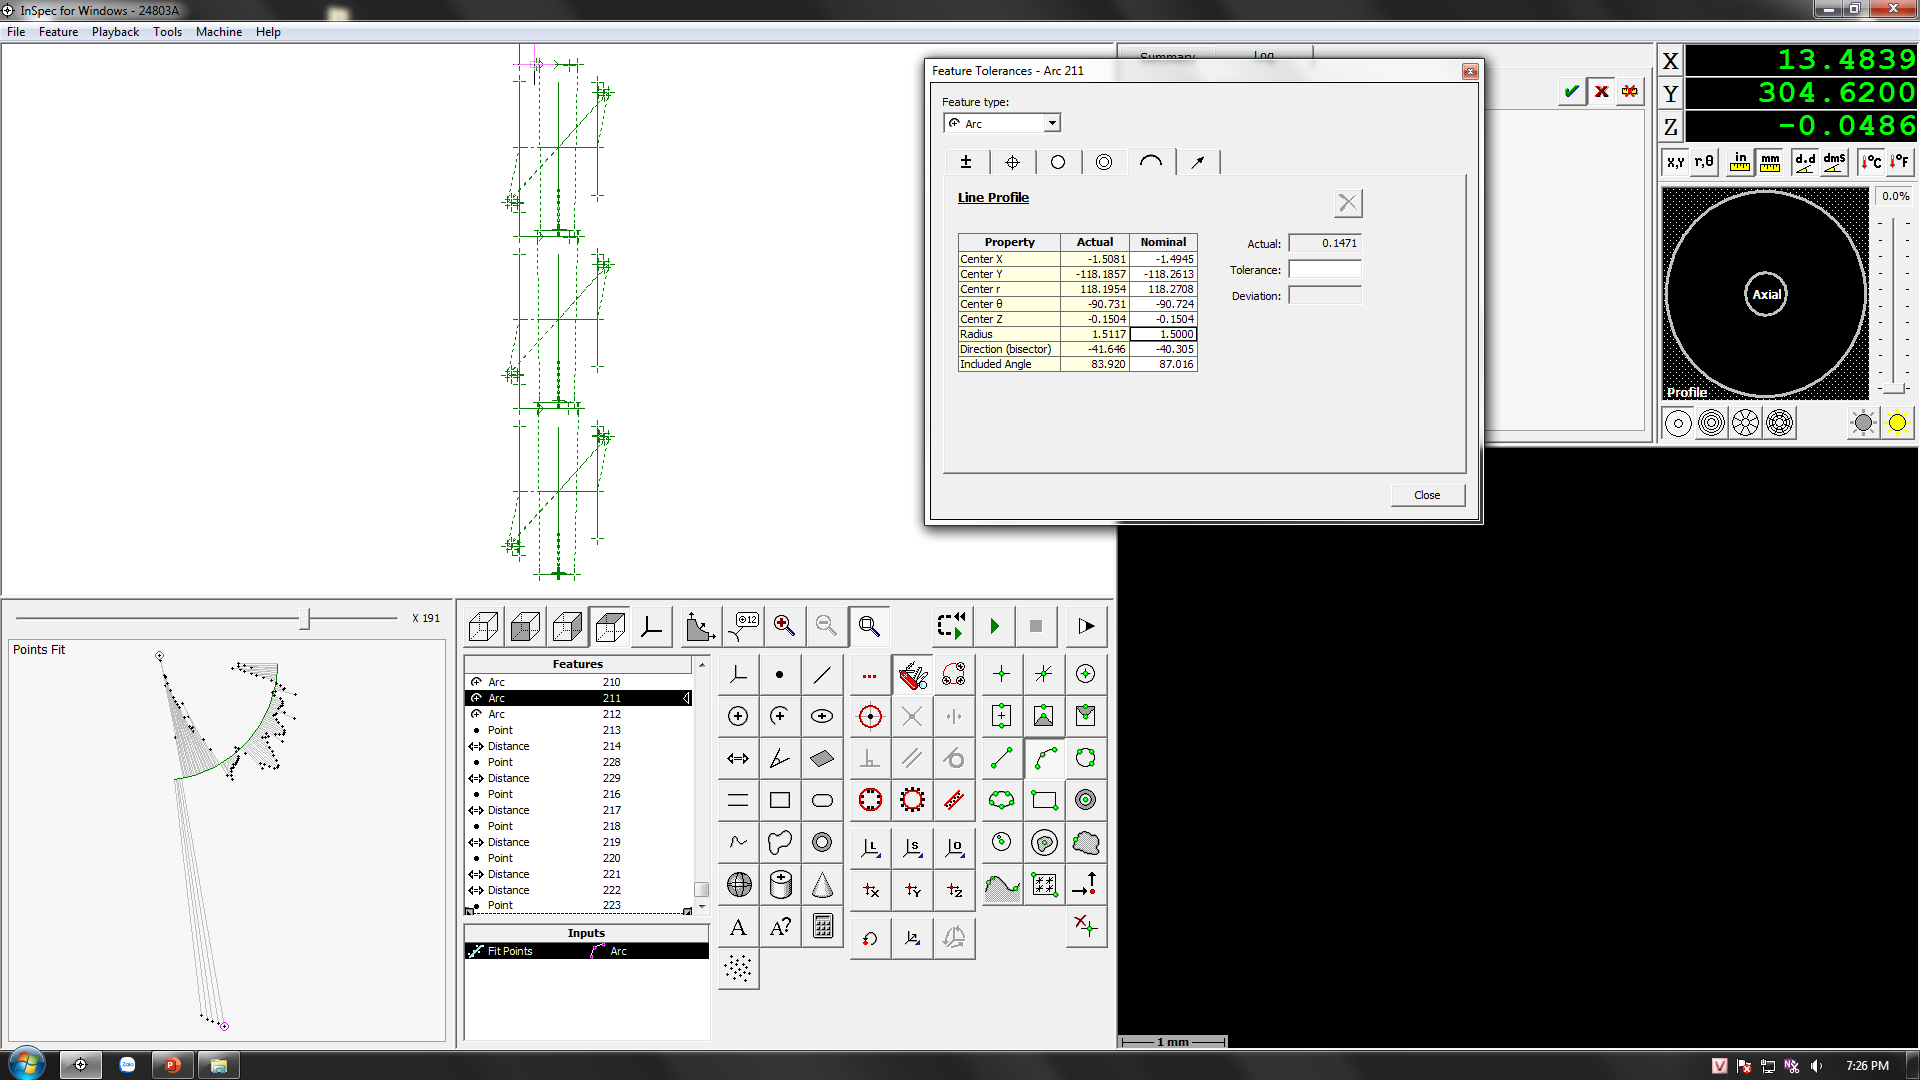 InSpec for Windows - 24803A
File Feature Playback Tools Machine Help
Summary Log
Feature Tolerances - Arc 211
Feature type:
Arc
Line Profile
Property Actual Nominal
Center X -1.5081 -1.4945
Center Y -118.1857 -118.2613
Center r 118.1954 118.2708
Center θ -90.731 -90.724
Center Z -0.1504 -0.1504
Radius 1.5117 1.5000
Direction (bisector) -41.646 -40.305
Included Angle 83.920 87.016
Actual: 0.1471
Tolerance:
Deviation:
Close
X 13.4839
Y 304.6200
Z -0.0486
x,y r,θ in mm d.d dms °C °F
0.0%
Axial
Profile
X 191
Points Fit
12
Features
Arc 210
Arc 211
Arc 212
Point 213
Distance 214
Point 228
Distance 229
Point 216
Distance 217
Point 218
Distance 219
Point 220
Distance 221
Distance 222
Point 223
Inputs
Fit Points Arc
L S O
X Y Z
A A?
1 mm
Zalo
P
V
7:26 PM